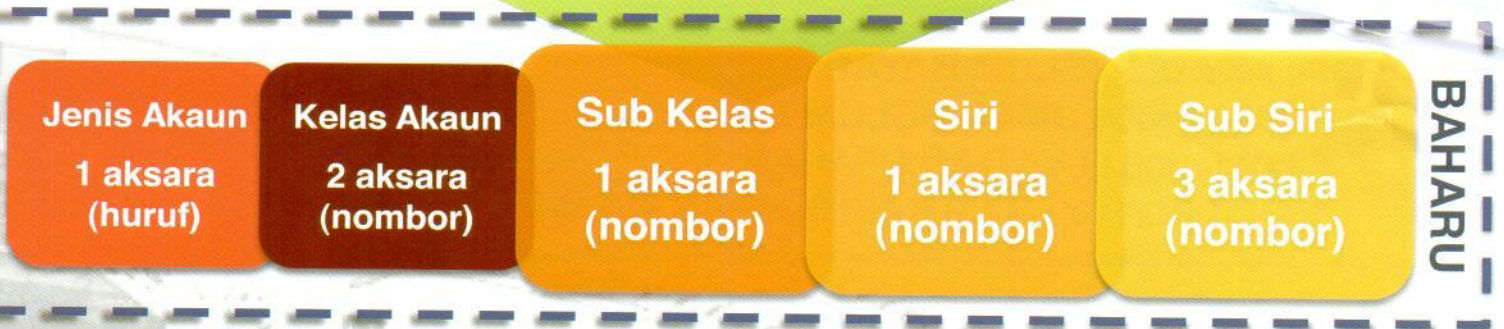 Jenis Akaun
1 aksara
(huruf)
Kelas Akaun
2 aksara
(nombor)
Sub Kelas
1 aksara
(nombor)
Siri
1 aksara
(nombor)
Sub Siri
3 aksara
(nombor)
BAHARU